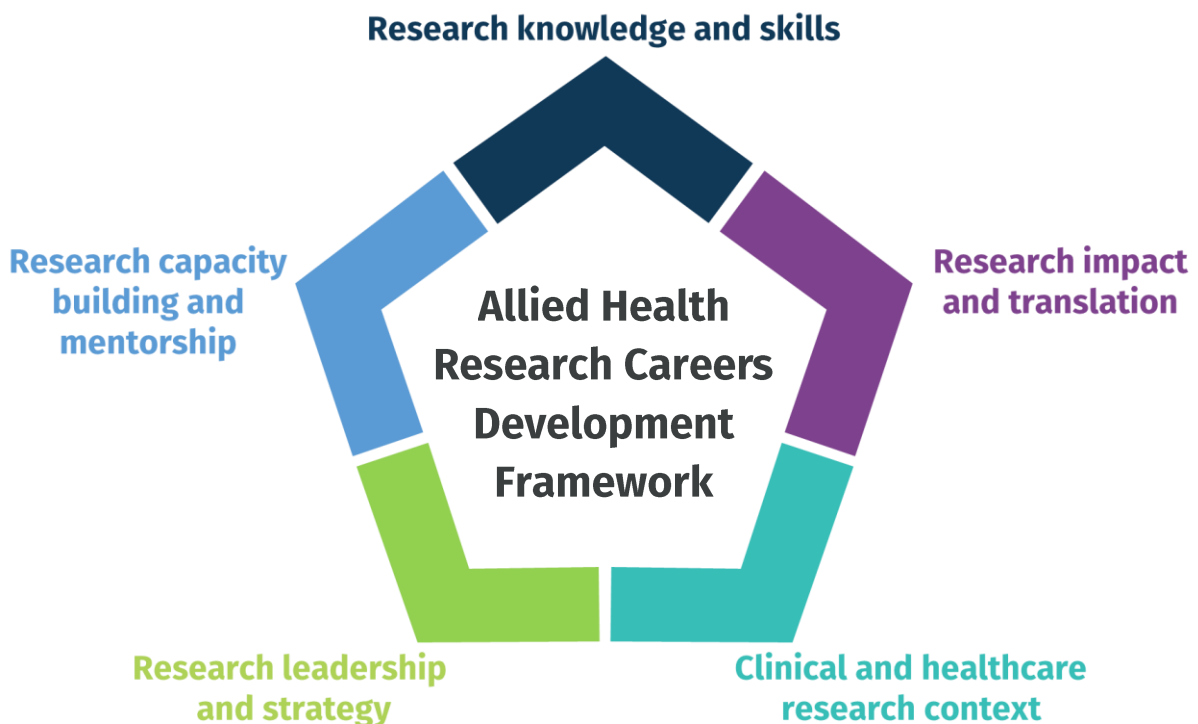 Research knowledge and skills
Research capacity
building and
mentorship
Research impact
and translation
Allied Health
Research Careers
Development
Framework
Research leadership
and strategy
Clinical and healthcare
research context